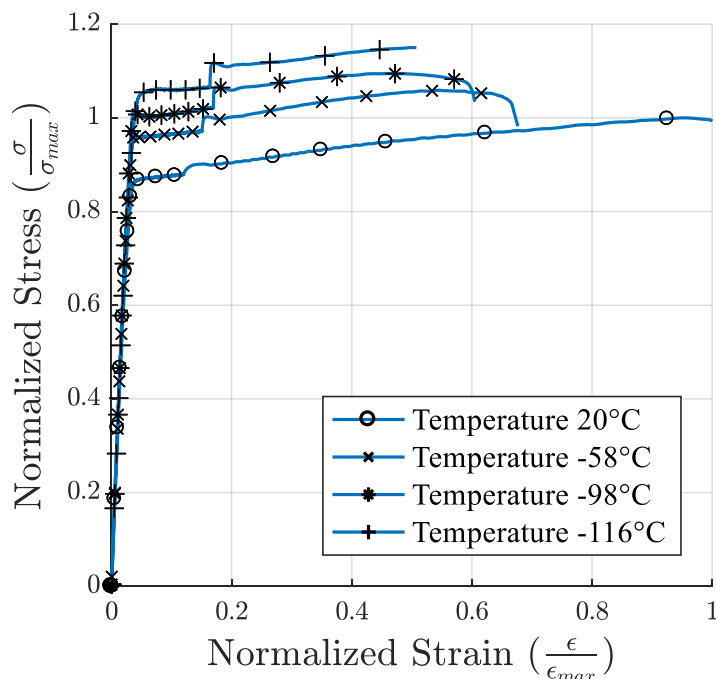 1.2
1
0.8
0.6
0.4
0.2
0
Normalized Stress (σ/σmax)
Temperature 20°C
Temperature -58°C
Temperature -98°C
Temperature -116°C
0 0.2 0.4 0.6 0.8 1
Normalized Strain (ϵ/ϵmax)